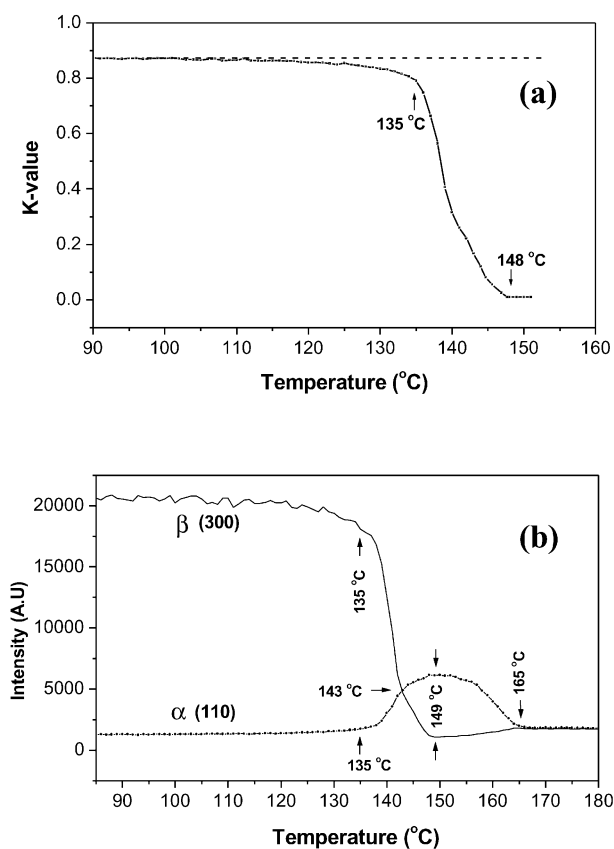 1.0
0.8
0.6
0.4
0.2
0.0
K-value
(a)
135 °C
148 °C
90 100 110 120 130 140 150 160
Temperature (°C)
20000
15000
10000
5000
0
Intensity (A.U)
β (300)
(b)
135 °C
143 °C
149 °C
165 °C
α (110)
135 °C
90 100 110 120 130 140 150 160 170 180
Temperature (°C)